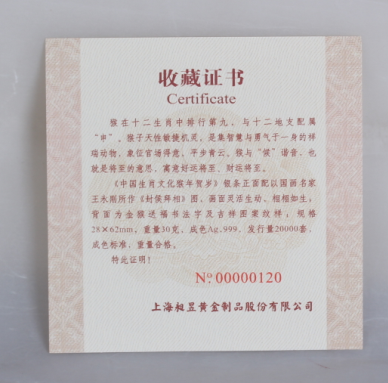 收藏证书
Certificate
猴在十二生肖中排行第九，与十二地支配属
“申”。猴子天性敏捷机灵，是集智慧与勇气于一身的祥
瑞动物，象征官场得意，平步青云。猴与“候”谐音，也
就是将至的意思，寓意好运将至、财运将至。
《中国生肖文化猴年贺岁》银条正面配以国画名家
王永刚所作《封侯拜相》图，画面灵活生动、栩栩如生；
背面为金猴送福书法字及吉祥图案纹样；规格
28×62mm，重量30克，成色Ag.999，发行量20000套，
成色标准，重量合格。
特此证明！
№00000120
上海昶昱黄金制品股份有限公司